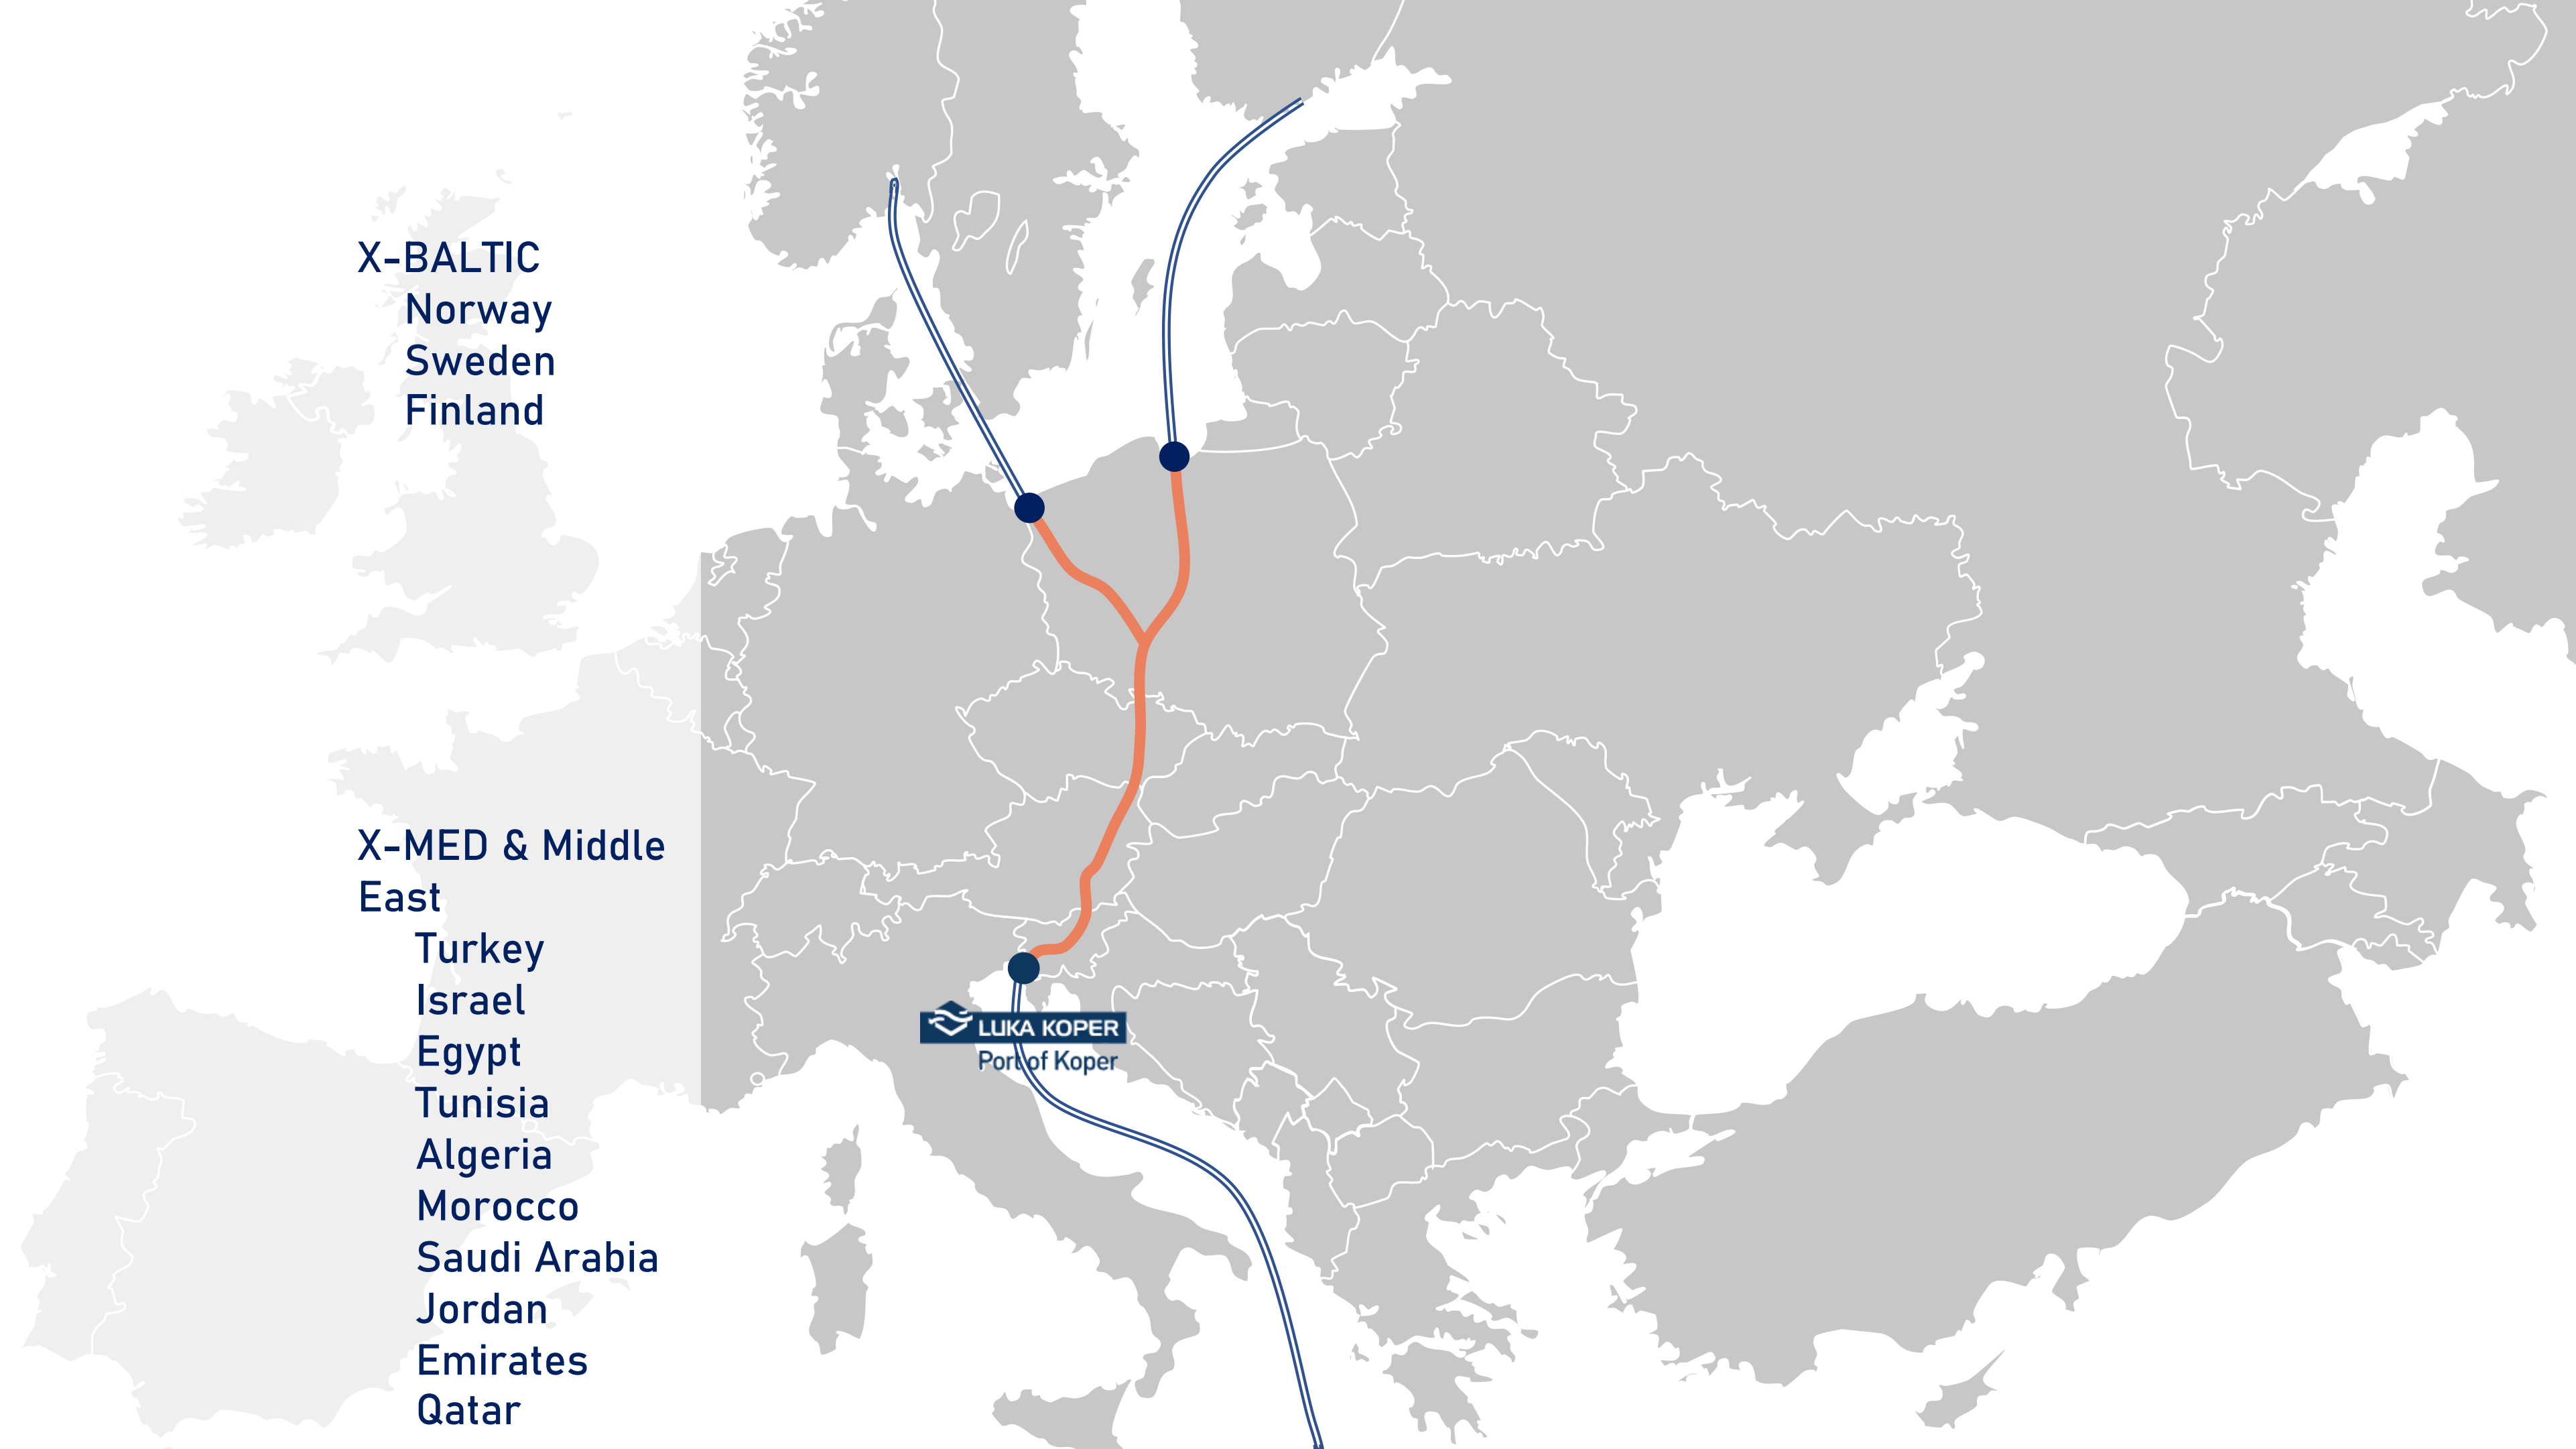 X-BALTIC
Norway
Sweden
Finland
X-MED & Middle
East
Turkey
Israel
Egypt
Tunisia
Algeria
Morocco
Saudi Arabia
Jordan
Emirates
Qatar
LUKA KOPER
Port of Koper